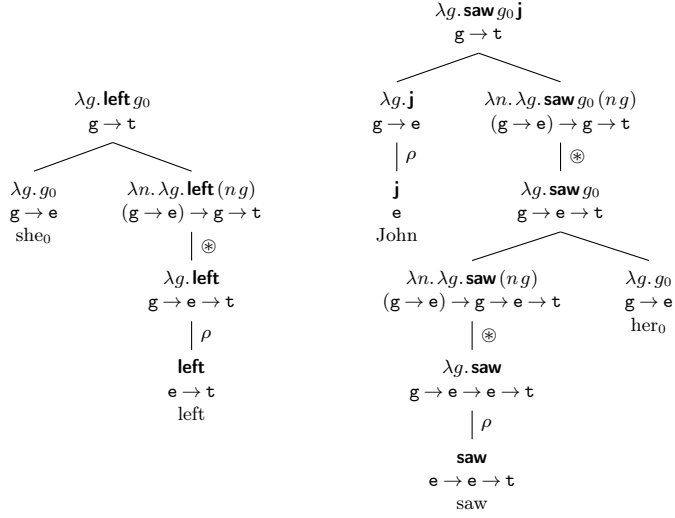 λg. left g₀
g → t
λg. g₀
g → e
she₀
λn. λg. left (n g)
(g → e) → g → t
⊛
λg. left
g → e → t
ρ
left
e → t
left
λg. saw g₀ j
g → t
λg. j
g → e
ρ
j
e
John
λn. λg. saw g₀ (n g)
(g → e) → g → t
⊛
λg. saw g₀
g → e → t
λn. λg. saw (n g)
(g → e) → g → e → t
⊛
λg. saw
g → e → e → t
ρ
saw
e → e → t
saw
λg. g₀
g → e
her₀